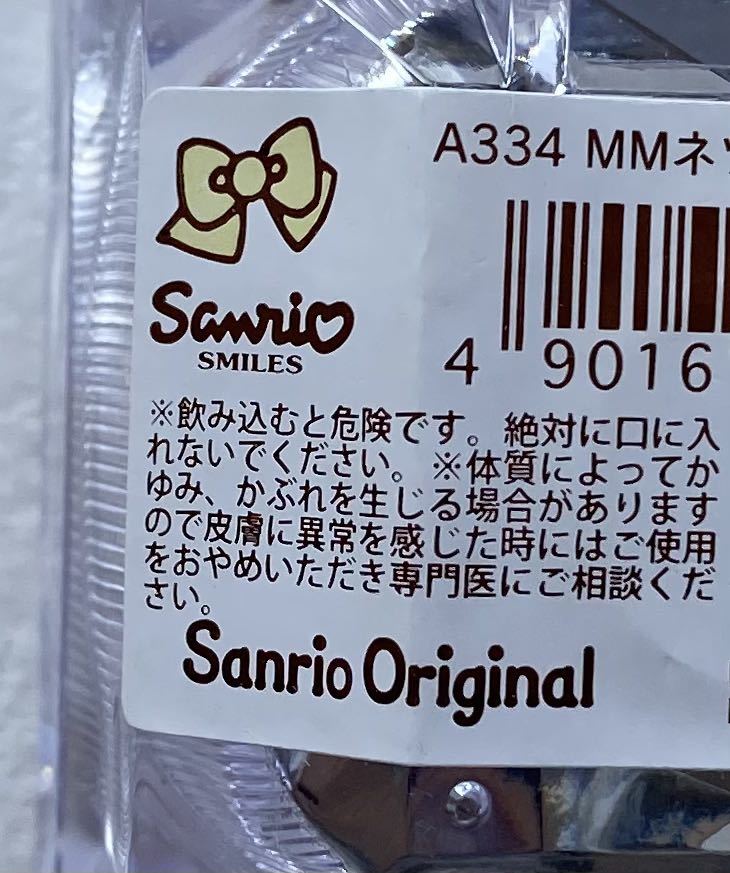 A334 MMネッ
Sanrio
SMILES
4 9016
※飲み込むと危険です。絶対に口に入
れないでください。※体質によってか
ゆみ、かぶれを生じる場合があります
ので皮膚に異常を感じた時にはご使用
をおやめいただき専門医にご相談くだ
さい。
Sanrio Original